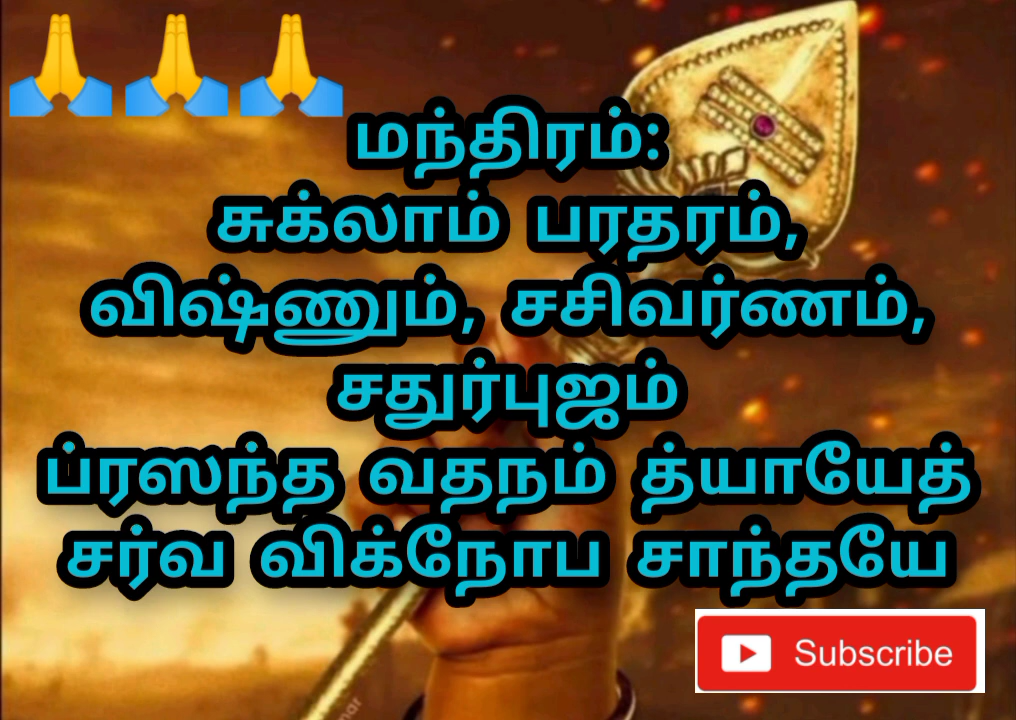 மந்திரம்:
சுக்லாம் பரதரம்,
விஷ்ணும், சசிவர்ணம்,
சதுர்புஜம்
ப்ரஸந்த வதநம் த்யாயேத்
சர்வ விக்நோப சாந்தயே
Subscribe